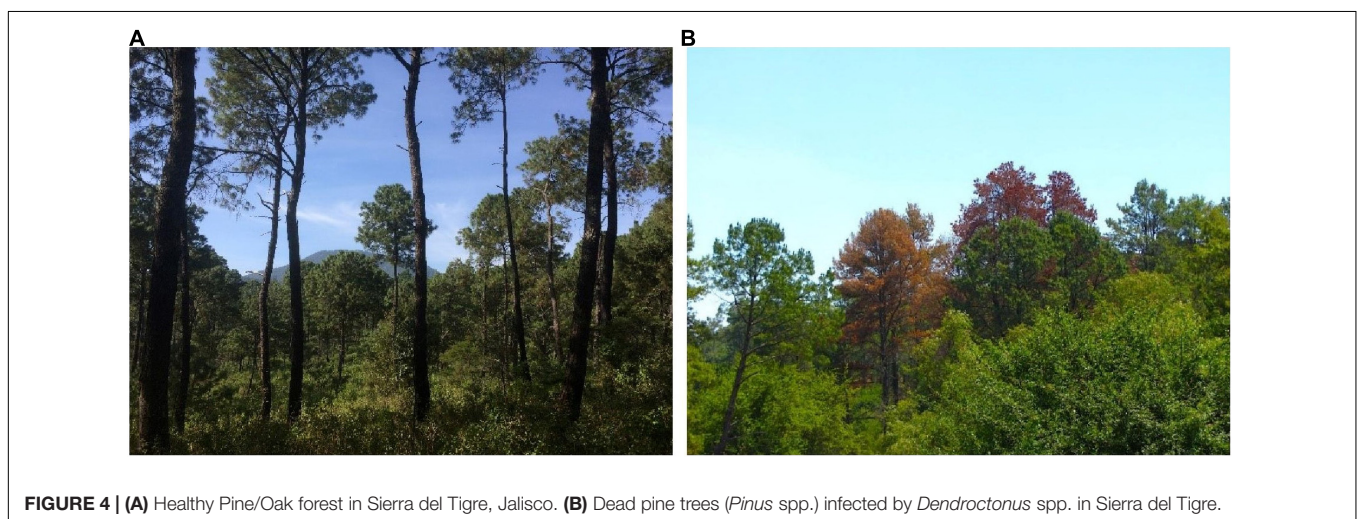 A
B
FIGURE 4 | (A) Healthy Pine/Oak forest in Sierra del Tigre, Jalisco. (B) Dead pine trees (Pinus spp.) infected by Dendroctonus spp. in Sierra del Tigre.